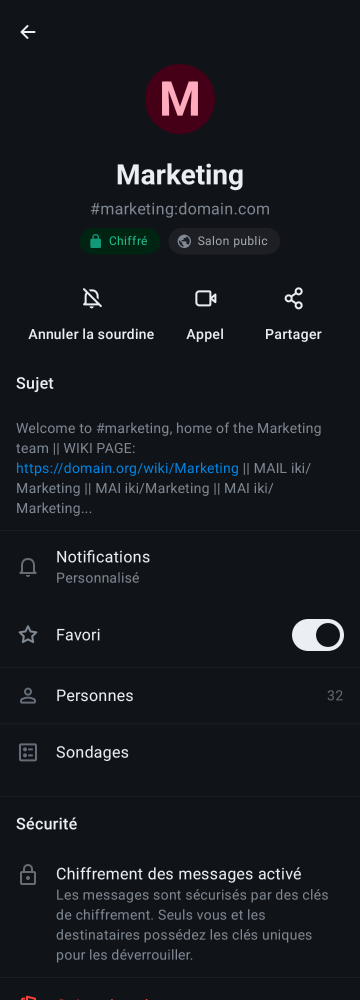 M
Marketing
#marketing:domain.com
Chiffré
Salon public
Annuler la sourdine
Appel
Partager
Sujet
Welcome to #marketing, home of the Marketing
team || WIKI PAGE:
https://domain.org/wiki/Marketing || MAIL iki/
Marketing || MAI iki/Marketing || MAI iki/
Marketing...
Notifications
Personnalisé
Favori
Personnes
32
Sondages
Sécurité
Chiffrement des messages activé
Les messages sont sécurisés par des clés
de chiffrement. Seuls vous et les
destinataires possédez les clés uniques
pour les déverrouiller.